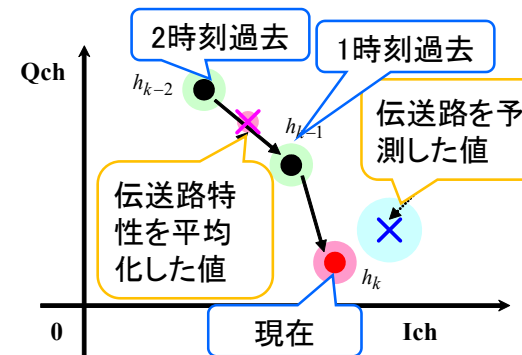 2時刻過去
1時刻過去
Qch
h_{k-2}
h_{k-1}
伝送路を予
測した値
伝送路特
性を平均
化した値
h_k
0
現在
Ich